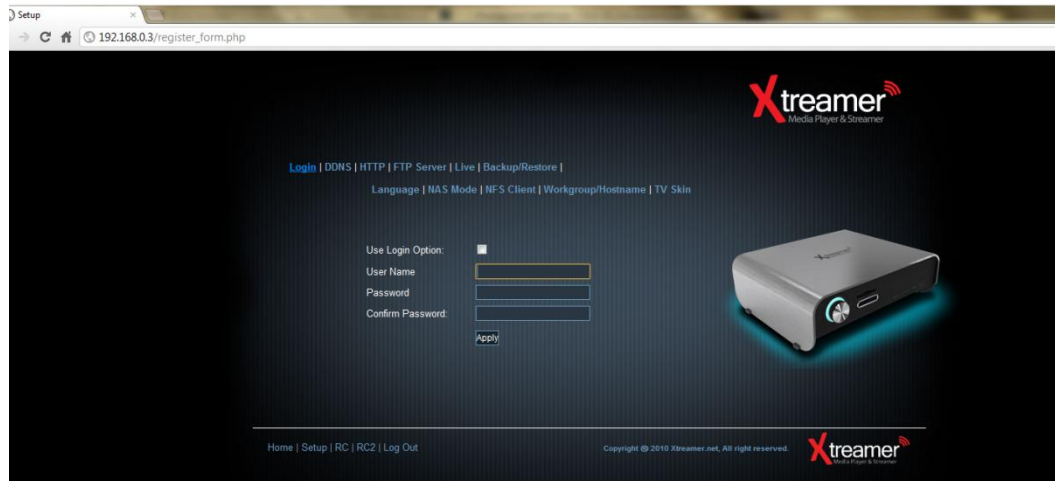 Setup
192.168.0.3/register_form.php
Xtreamer
Media Player & Streamer
Login | DDNS | HTTP | FTP Server | Live | Backup/Restore |
Language | NAS Mode | NFS Client | Workgroup/Hostname | TV Skin
Use Login Option:
User Name
Password
Confirm Password:
Apply
Xtreamer
Home | Setup | RC | RC2 | Log Out
Copyright © 2010 Xtreamer.net, All right reserved.
Xtreamer
Media Player & Streamer